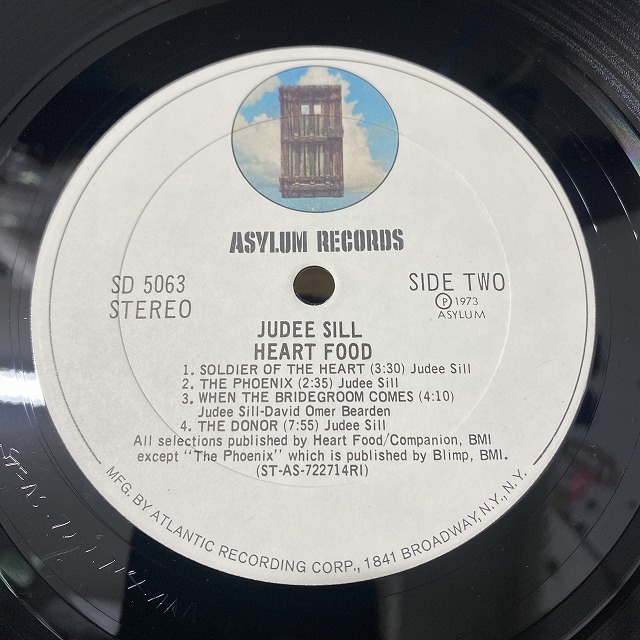 ASYLUM RECORDS
SD 5063
STEREO
SIDE TWO
Ⓟ 1973
ASYLUM
JUDEE SILL
HEART FOOD
1. SOLDIER OF THE HEART (3:30) Judee Sill
2. THE PHOENIX (2:35) Judee Sill
3. WHEN THE BRIDEGROOM COMES (4:10)
Judee Sill-David Omer Bearden
4. THE DONOR (7:55) Judee Sill
All selections published by Heart Food/Companion, BMI
except "The Phoenix" which is published by Blimp, BMI.
(ST-AS-722714RI)
MFG. BY ATLANTIC RECORDING CORP., 1841 BROADWAY, N.Y., N.Y.